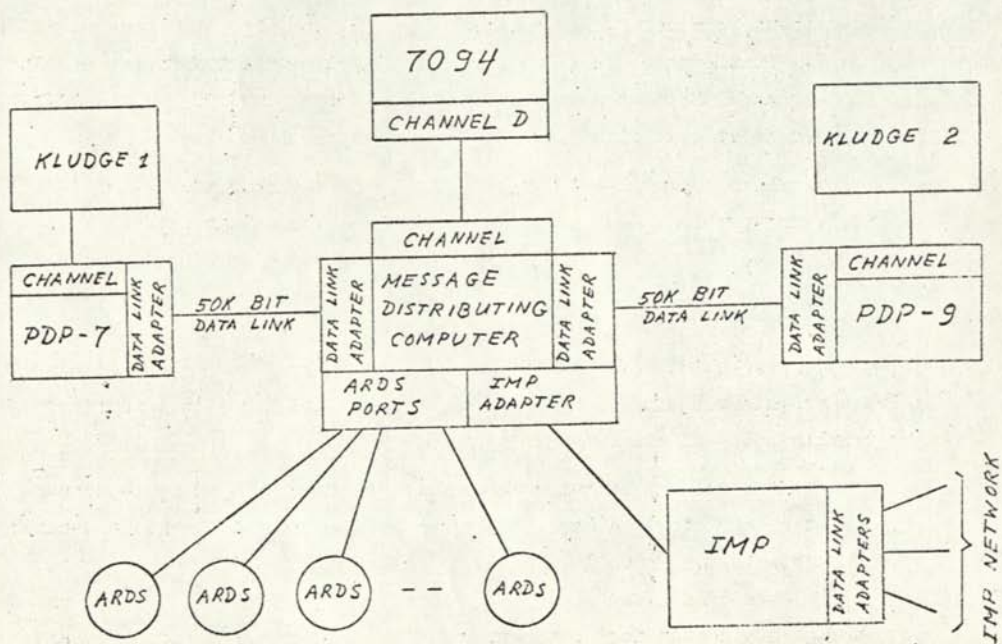 7094
CHANNEL D
KLUDGE 1
KLUDGE 2
CHANNEL
CHANNEL
PDP-7
DATA LINK
ADAPTER
50K BIT
DATA LINK
DATA LINK
ADAPTER
MESSAGE
DISTRIBUTING
COMPUTER
DATA LINK
ADAPTER
50K BIT
DATA LINK
DATA LINK
ADAPTER
CHANNEL
PDP-9
ARDS
PORTS
IMP
ADAPTER
ARDS
ARDS
ARDS
--
ARDS
IMP
DATA LINK
ADAPTERS
IMP NETWORK